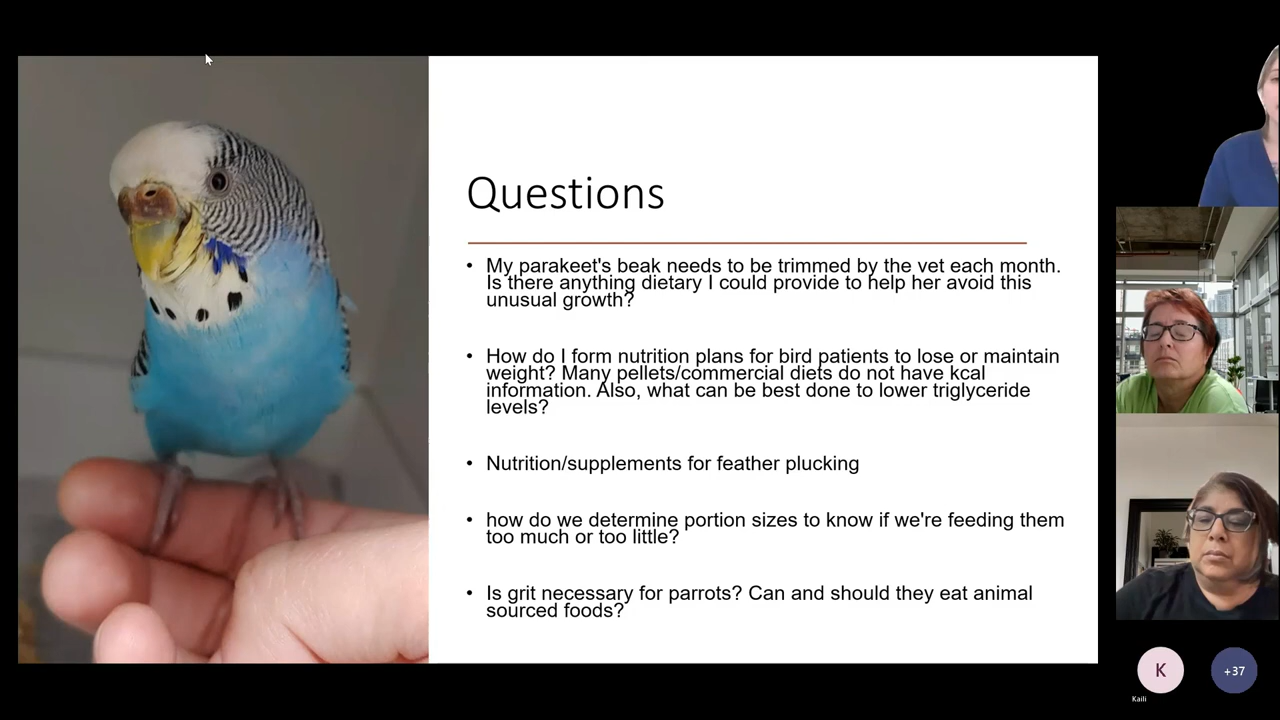 Questions
• My parakeet's beak needs to be trimmed by the vet each month.
Is there anything dietary I could provide to help her avoid this
unusual growth?
• How do I form nutrition plans for bird patients to lose or maintain
weight? Many pellets/commercial diets do not have kcal
information. Also, what can be best done to lower triglyceride
levels?
• Nutrition/supplements for feather plucking
• how do we determine portion sizes to know if we're feeding them
too much or too little?
• Is grit necessary for parrots? Can and should they eat animal
sourced foods?
K
+37
Kaili